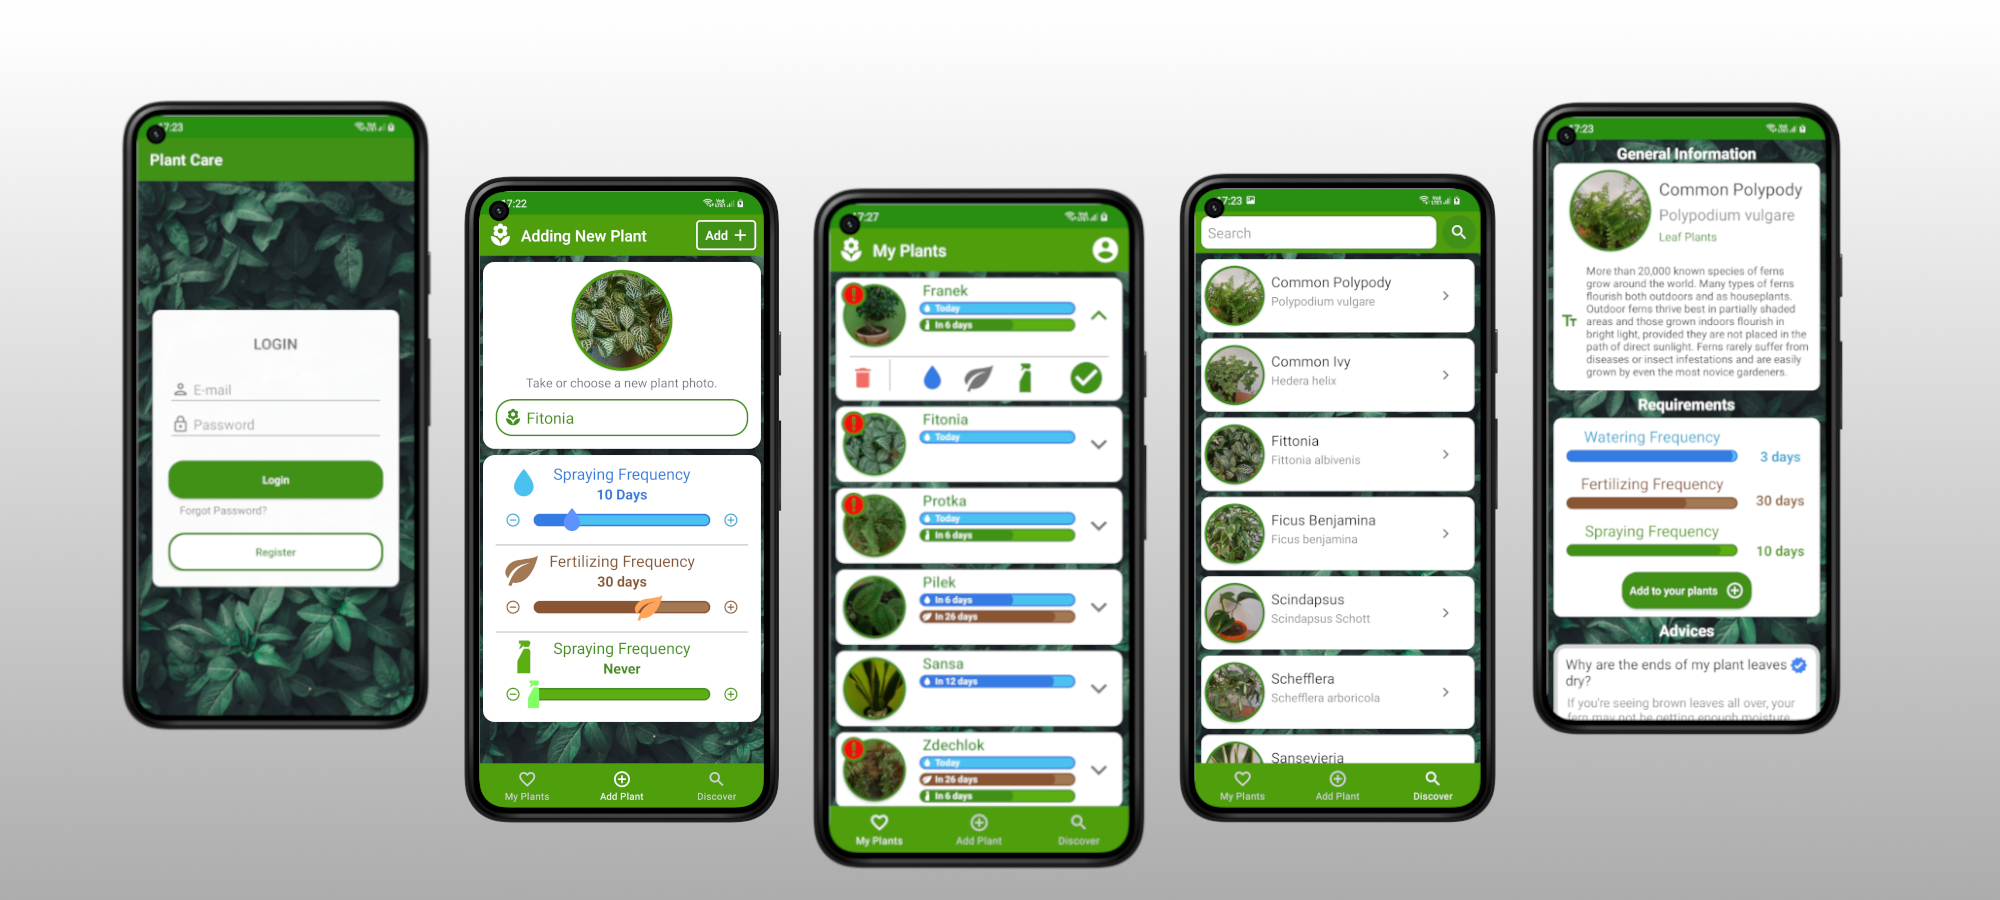 17:23
Plant Care
LOGIN
E-mail
Password
Login
Forgot Password?
Register
17:22
Adding New Plant
Add
Take or choose a new plant photo.
Fitonia
Spraying Frequency
10 Days
Fertilizing Frequency
30 days
Spraying Frequency
Never
My Plants
Add Plant
Discover
17:27
My Plants
Franek
Today
In 6 days
Fitonia
Today
Protka
Today
In 6 days
Pilek
In 6 days
In 26 days
Sansa
In 12 days
Zdechlok
Today
In 26 days
In 6 days
My Plants
Add Plant
Discover
17:23
Search
Common Polypody
Polypodium vulgare
Common Ivy
Hedera helix
Fittonia
Fittonia albivenis
Ficus Benjamina
Ficus benjamina
Scindapsus
Scindapsus Schott
Schefflera
Schefflera arboricola
Sansevieria
My Plants
Add Plant
Discover
17:23
General Information
Common Polypody
Polypodium vulgare
Leaf Plants
More than 20,000 known species of ferns
grow around the world. Many types of ferns
flourish both outdoors and as houseplants.
Outdoor ferns thrive best in partially shaded
areas and those grown indoors flourish in
bright light, provided they are not placed in the
path of direct sunlight. Ferns rarely suffer from
diseases or insect infestations and are easily
grown by even the most novice gardeners.
Requirements
Watering Frequency
3 days
Fertilizing Frequency
30 days
Spraying Frequency
10 days
Add to your plants
Advices
Why are the ends of my plant leaves
dry?
If you're seeing brown leaves all over, your
fern may not be getting enough moisture